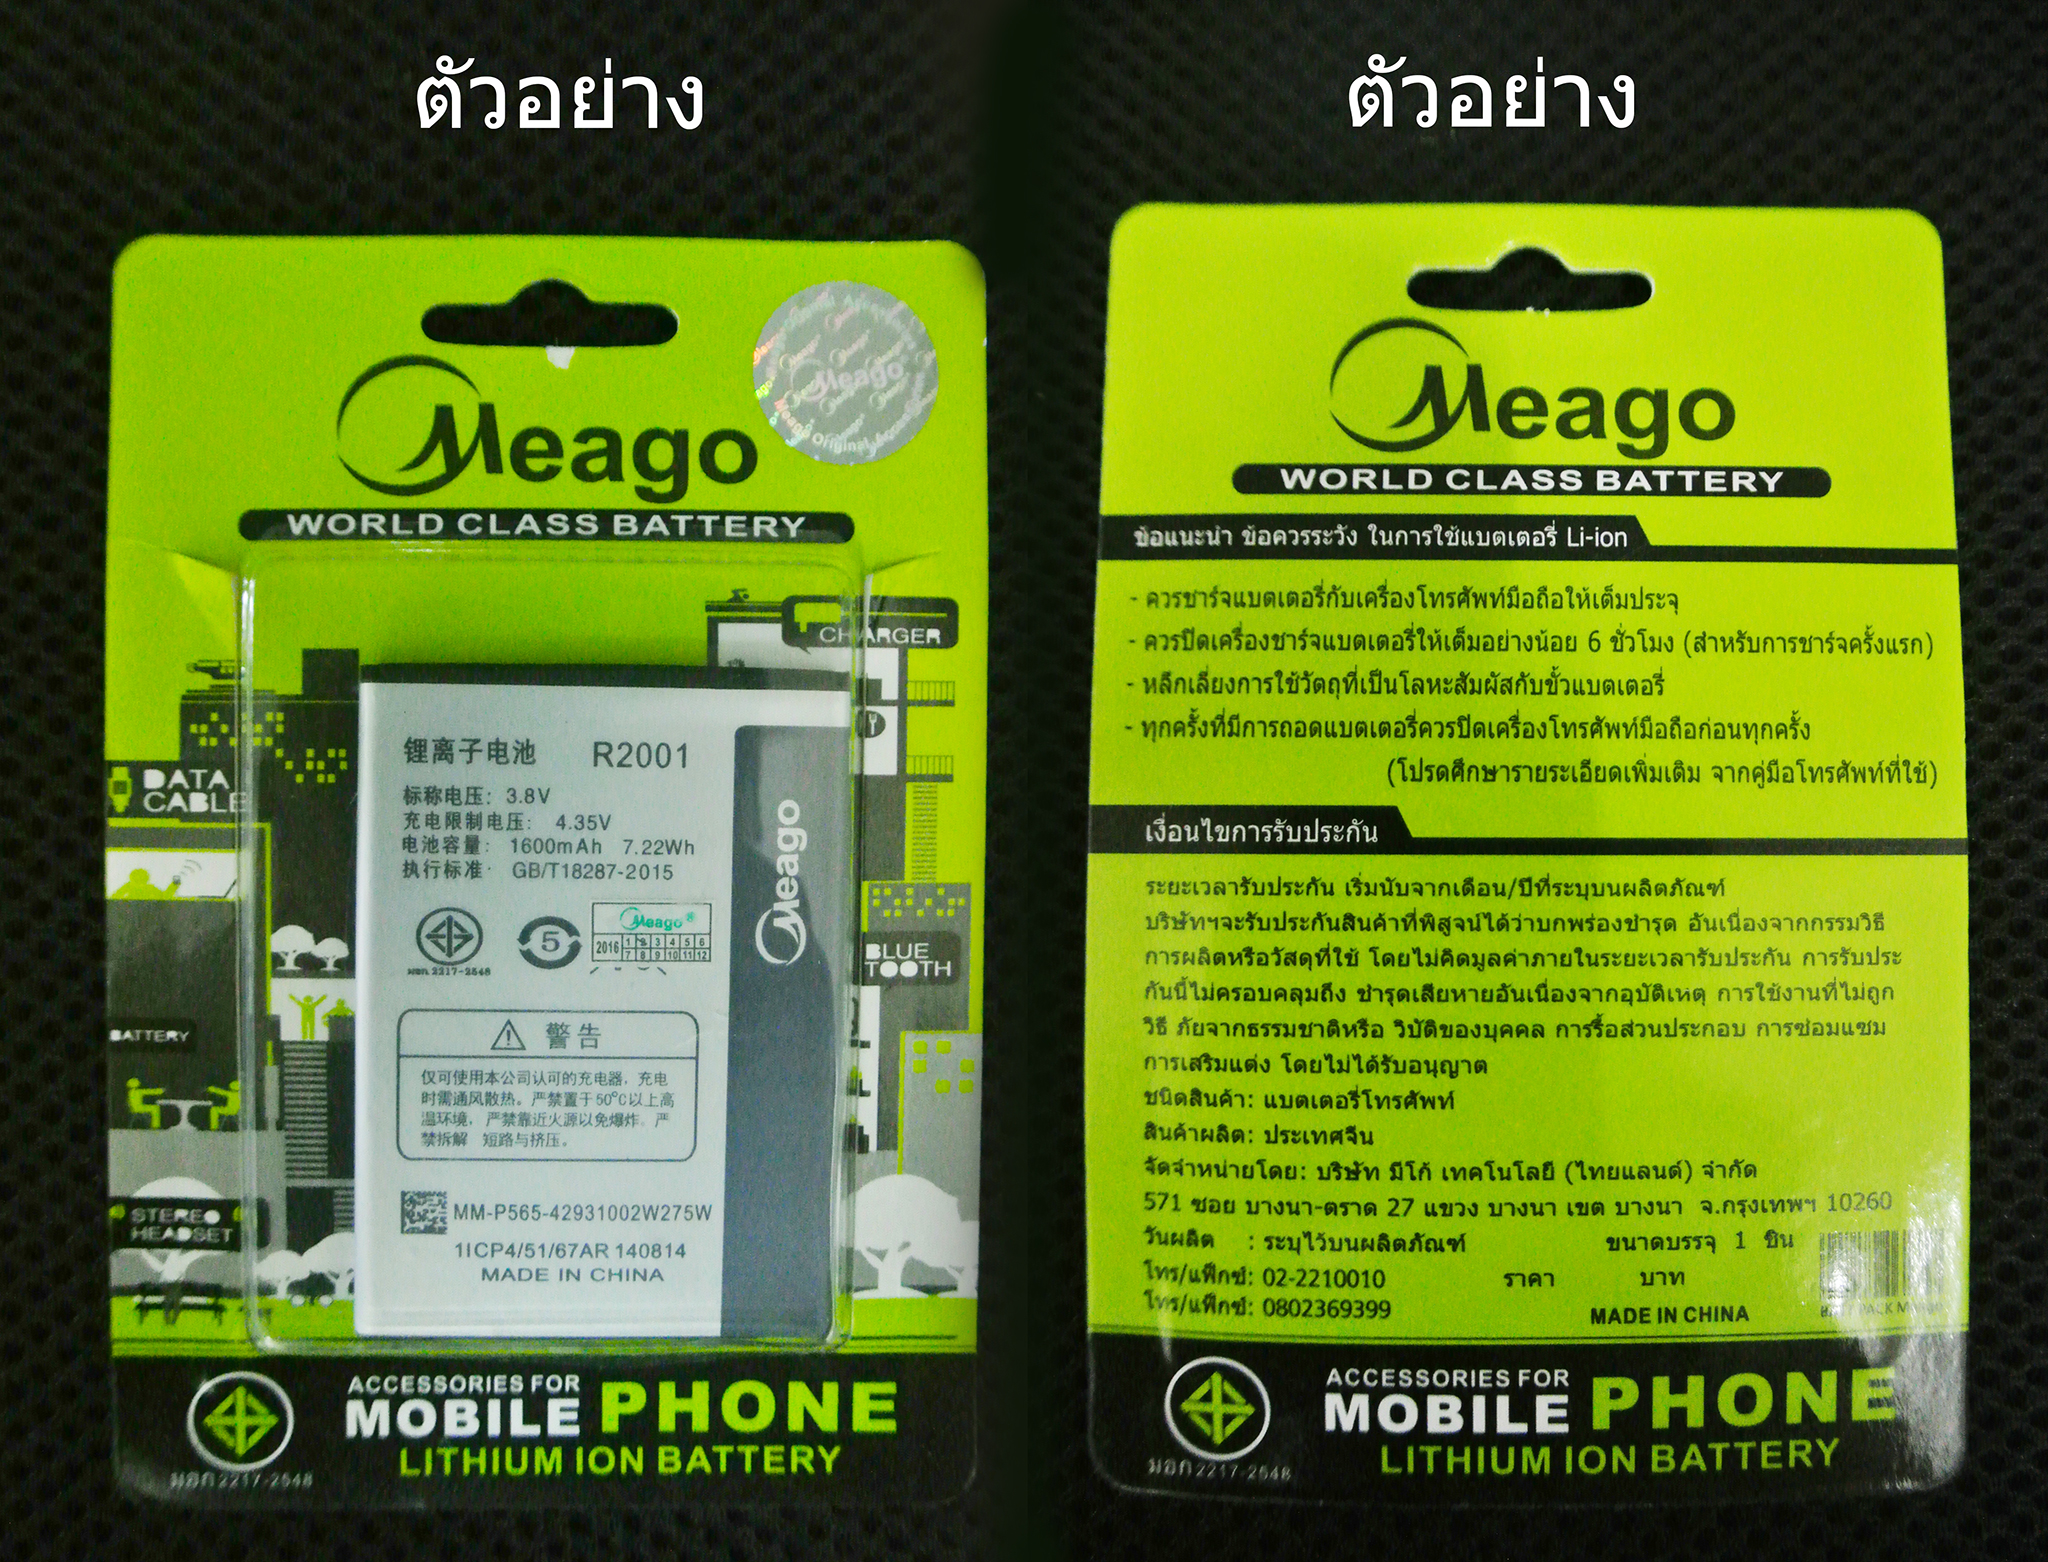 ตัวอย่าง
Meago
WORLD CLASS BATTERY
CHARGER
DATA
CABLE
BLUE
TOOTH
BATTERY
STEREO
HEADSET
锂离子电池 R2001
标称电压: 3.8V
充电限制电压: 4.35V
电池容量: 1600mAh 7.22Wh
执行标准: GB/T18287-2015
Meago
มอก. 2217-2548
5
Meago®
2016 1 2 3 4 5 6
7 8 9 10 11 12
警告
仅可使用本公司认可的充电器, 充电
时需通风散热。严禁置于50°C以上高
温环境, 严禁靠近火源以免爆炸. 严
禁拆解 短路与挤压。
MM-P565-42931002W275W
1ICP4/51/67AR 140814
MADE IN CHINA
มอก2217-2548
ACCESSORIES FOR
MOBILE PHONE
LITHIUM ION BATTERY
ตัวอย่าง
Meago
WORLD CLASS BATTERY
ข้อแนะนำ ข้อควรระวัง ในการใช้แบตเตอรี่ Li-ion
- ควรชาร์จแบตเตอรี่กับเครื่องโทรศัพท์มือถือให้เต็มประจุ
- ควรปิดเครื่องชาร์จแบตเตอรี่ให้เต็มอย่างน้อย 6 ชั่วโมง (สำหรับการชาร์จครั้งแรก)
- หลีกเลี่ยงการใช้วัตถุที่เป็นโลหะสัมผัสกับขั้วแบตเตอรี่
- ทุกครั้งที่มีการถอดแบตเตอรี่ควรปิดเครื่องโทรศัพท์มือถือก่อนทุกครั้ง
(โปรดศึกษารายระเอียดเพิ่มเติม จากคู่มือโทรศัพท์ที่ใช้)
เงื่อนไขการรับประกัน
ระยะเวลารับประกัน เริ่มนับจากเดือน/ปีที่ระบุบนผลิตภัณฑ์
บริษัทฯจะรับประกันสินค้าที่พิสูจน์ได้ว่าบกพร่องชำรุด อันเนื่องจากกรรมวิธี
การผลิตหรือวัสดุที่ใช้ โดยไม่คิดมูลค่าภายในระยะเวลารับประกัน การรับประ
กันนี้ไม่ครอบคลุมถึง ชำรุดเสียหายอันเนื่องจากอุบัติเหตุ การใช้งานที่ไม่ถูก
วิธี ภัยจากธรรมชาติหรือ วิบัติของบุคคล การรื้อส่วนประกอบ การซ่อมแซม
การเสริมแต่ง โดยไม่ได้รับอนุญาต
ชนิดสินค้า: แบตเตอรี่โทรศัพท์
สินค้าผลิต: ประเทศจีน
จัดจำหน่ายโดย: บริษัท มีโก้ เทคโนโลยี (ไทยแลนด์) จำกัด
571 ซอย บางนา-ตราด 27 แขวง บางนา เขต บางนา จ.กรุงเทพฯ 10260
วันผลิต : ระบุไว้บนผลิตภัณฑ์ ขนาดบรรจุ 1 ชิน
โทร/แฟ็กซ์: 02-2210010 ราคา บาท
โทร/แฟ็กซ์: 0802369399 MADE IN CHINA
มอก2217-2548
ACCESSORIES FOR
MOBILE PHONE
LITHIUM ION BATTERY